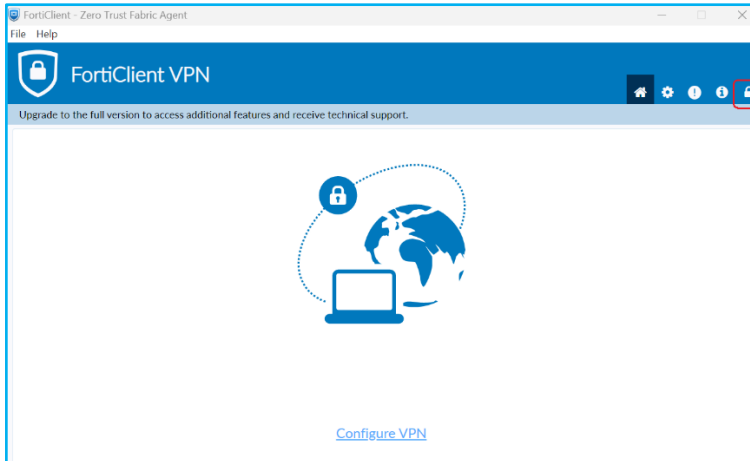 FortiClient - Zero Trust Fabric Agent
File Help
FortiClient VPN
Upgrade to the full version to access additional features and receive technical support.
Configure VPN